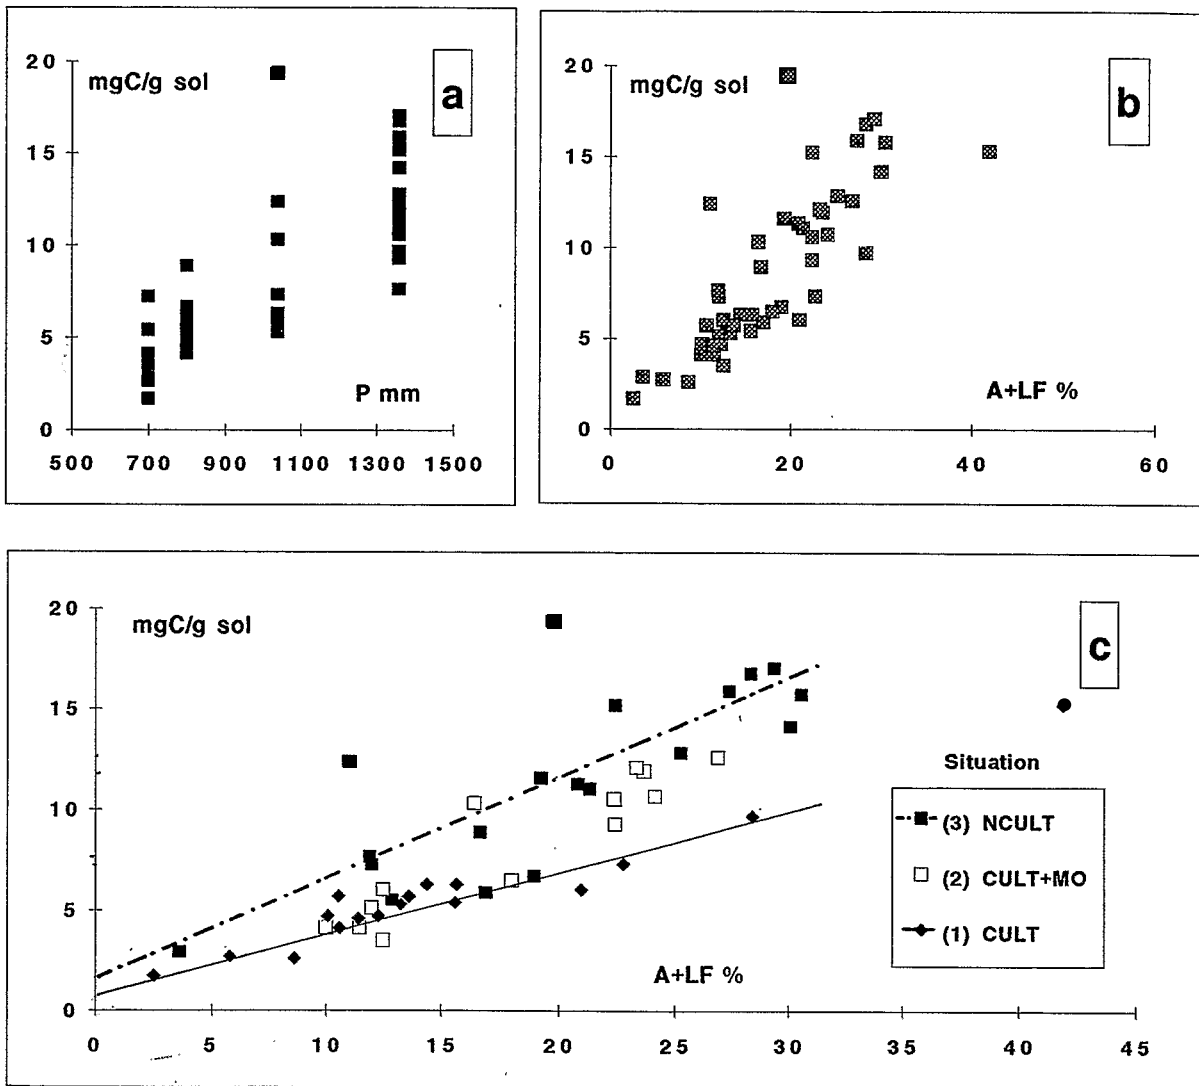 20
mgC/g sol
a
15
10
5
P mm
0
500 700 900 1100 1300 1500
20
mgC/g sol
b
15
10
5
A+LF %
0
0 20 40 60
20
mgC/g sol
c
15
Situation
10
(3) NCULT
(2) CULT+MO
5
(1) CULT
A+LF %
0
0 5 10 15 20 25 30 35 40 45